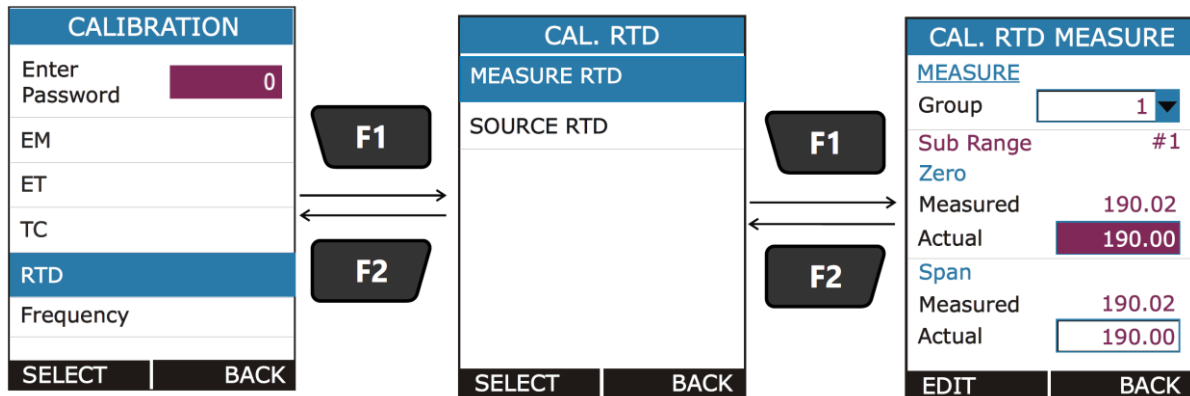 CALIBRATION
Enter
Password
0
EM
ET
TC
RTD
Frequency
SELECT BACK
F1
F2
CAL. RTD
MEASURE RTD
SOURCE RTD
SELECT BACK
F1
F2
CAL. RTD MEASURE
MEASURE
Group 1
Sub Range #1
Zero
Measured 190.02
Actual 190.00
Span
Measured 190.02
Actual 190.00
EDIT BACK